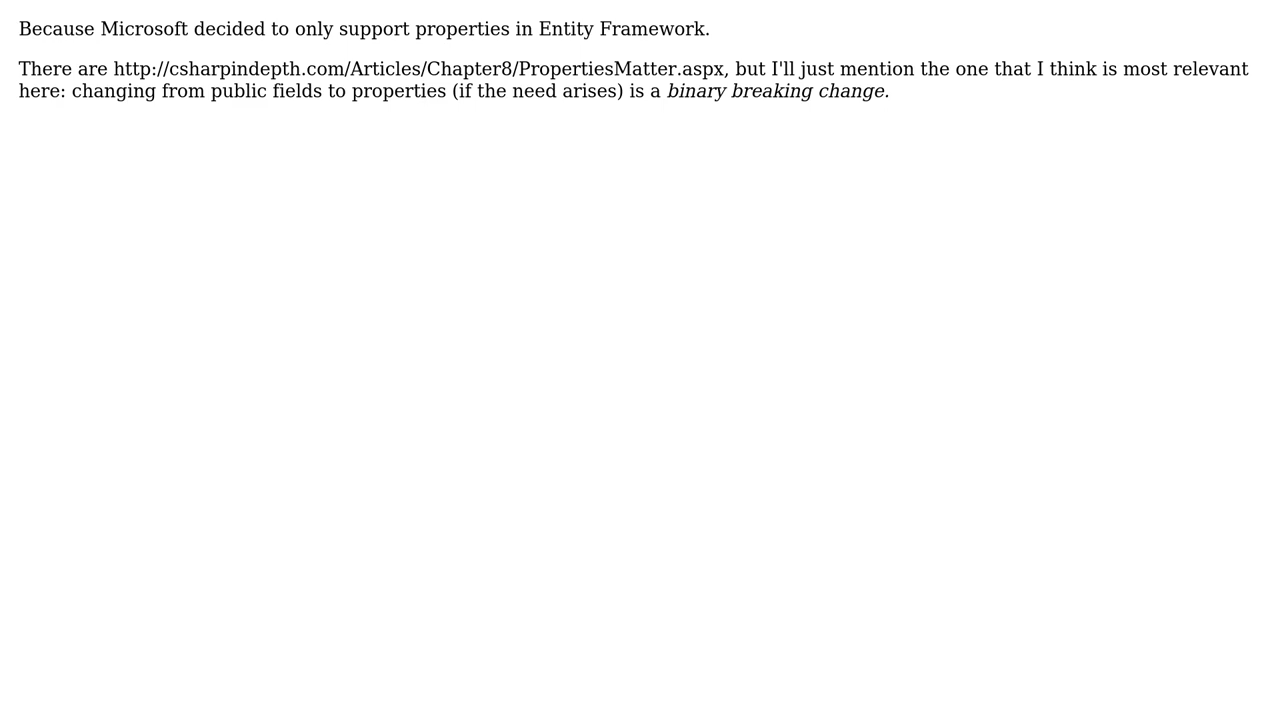 Because Microsoft decided to only support properties in Entity Framework.
There are http://csharpindepth.com/Articles/Chapter8/PropertiesMatter.aspx, but I'll just mention the one that I think is most relevant
here: changing from public fields to properties (if the need arises) is a binary breaking change.